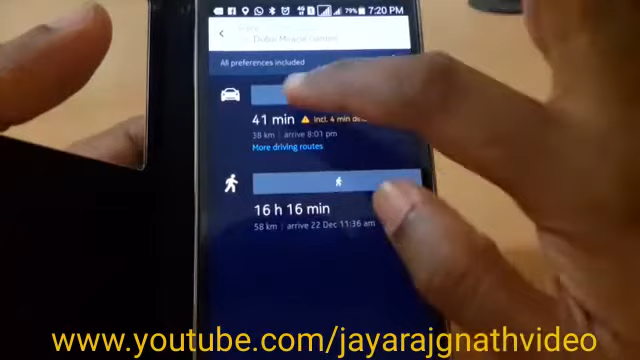 79% 7:20 PM
Dubai Miracle Garden
All preferences included
41 min incl. 4 min
38 km | arrive 8:01 pm
More driving routes
16 h 16 min
58 km | arrive 22 Dec 11:36 am
www.youtube.com/jayarajgnathvideo